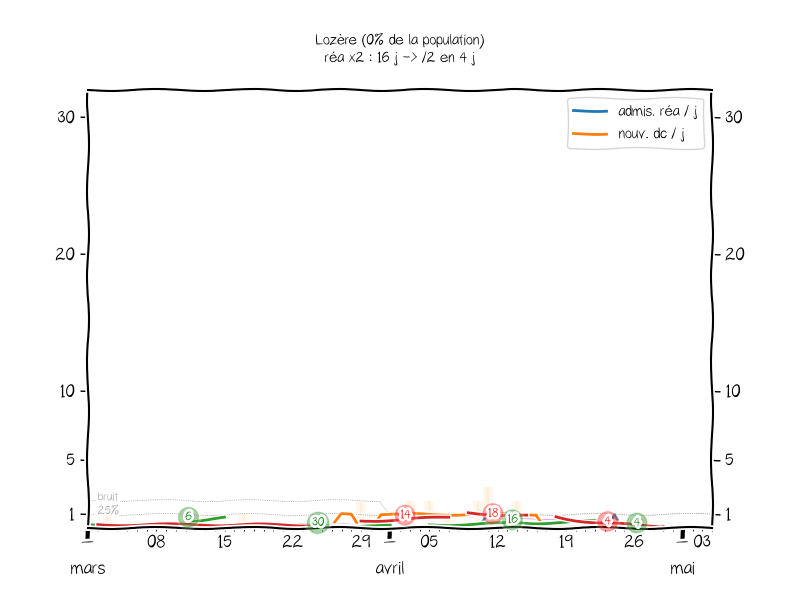 Lozère (0% de la population)
réa x2 : 16 j -> /2 en 4 j
admis. réa / j
nouv. dc / j
30 30
20 20
10 10
5 5
bruit
25%
1 1
6 30 14 18 16 4 4
08 15 22 29 05 12 19 26 03
mars avril mai